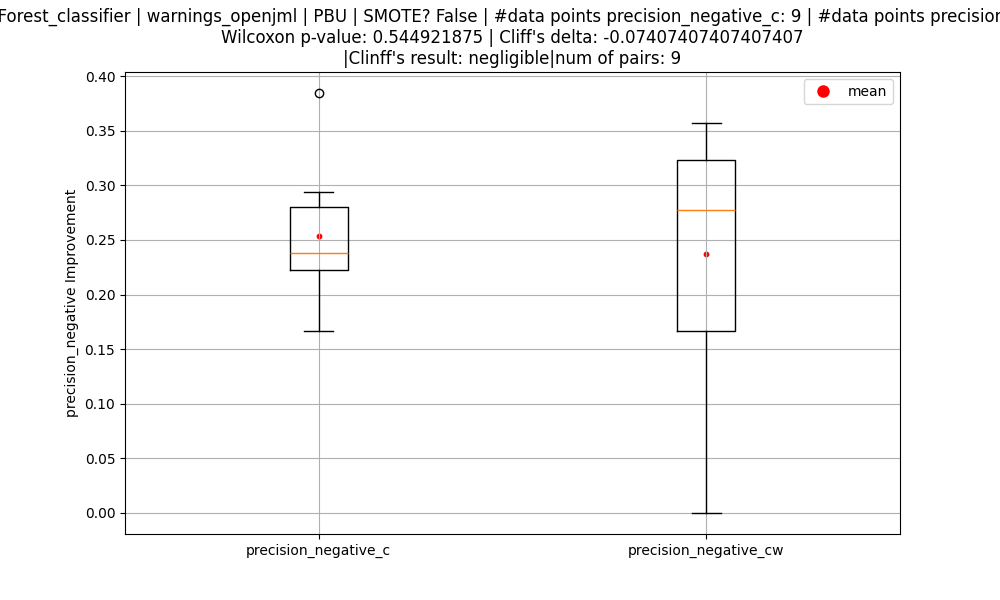 Forest_classifier | warnings_openjml | PBU | SMOTE? False | #data points precision_negative_c: 9 | #data points precision
Wilcoxon p-value: 0.544921875 | Cliff's delta: -0.07407407407407407
|Clinff's result: negligible|num of pairs: 9
mean
0.40
0.35
0.30
0.25
0.20
0.15
0.10
0.05
0.00
precision_negative Improvement
precision_negative_c
precision_negative_cw